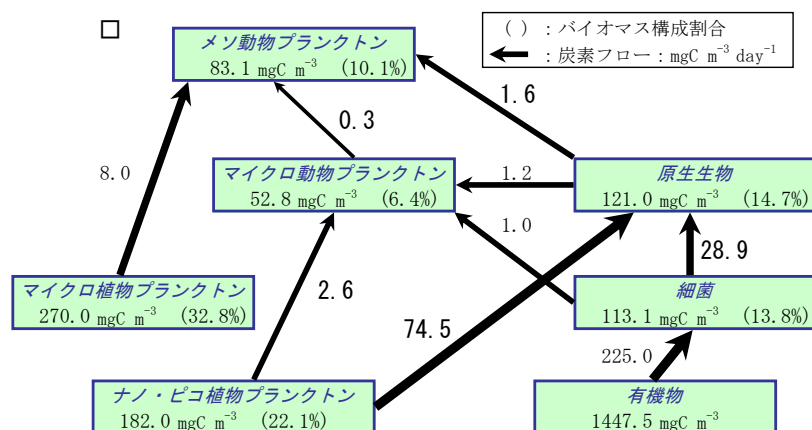 □
( ) : バイオマス構成割合
: 炭素フロー : mgC m⁻³ day⁻¹
メソ動物プランクトン
83.1 mgC m⁻³ (10.1%)
1.6
0.3
8.0
マイクロ動物プランクトン
52.8 mgC m⁻³ (6.4%)
1.2
原生生物
121.0 mgC m⁻³ (14.7%)
1.0
28.9
マイクロ植物プランクトン
270.0 mgC m⁻³ (32.8%)
2.6
74.5
細菌
113.1 mgC m⁻³ (13.8%)
225.0
ナノ・ピコ植物プランクトン
182.0 mgC m⁻³ (22.1%)
有機物
1447.5 mgC m⁻³